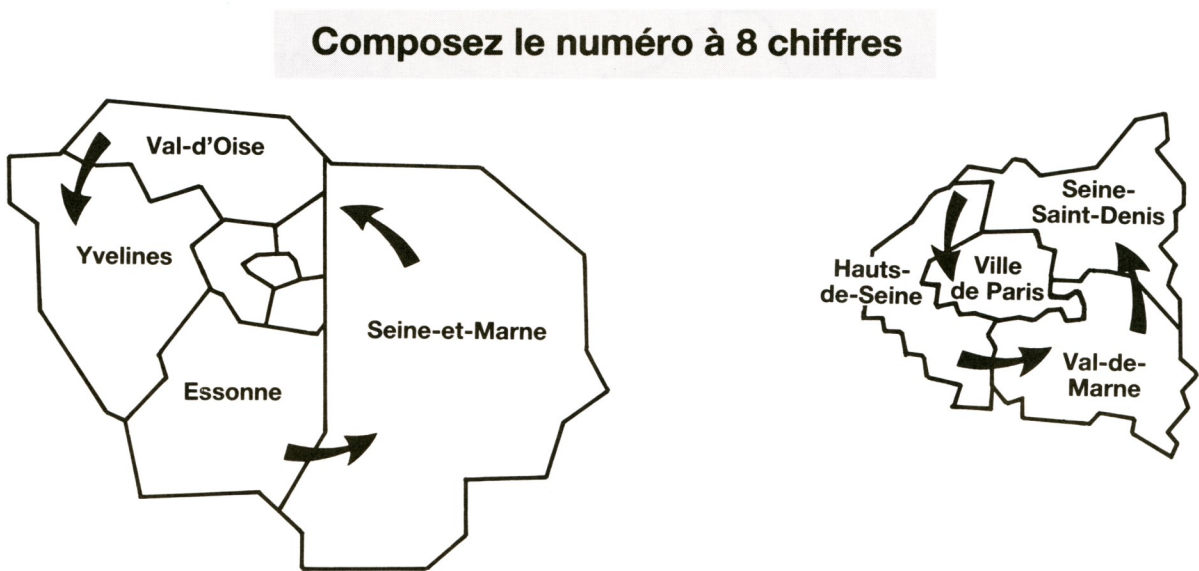 Composez le numéro à 8 chiffres
Val-d'Oise
Yvelines
Essonne
Seine-et-Marne
Seine-
Saint-Denis
Hauts-
de-Seine
Ville
de Paris
Val-de-
Marne